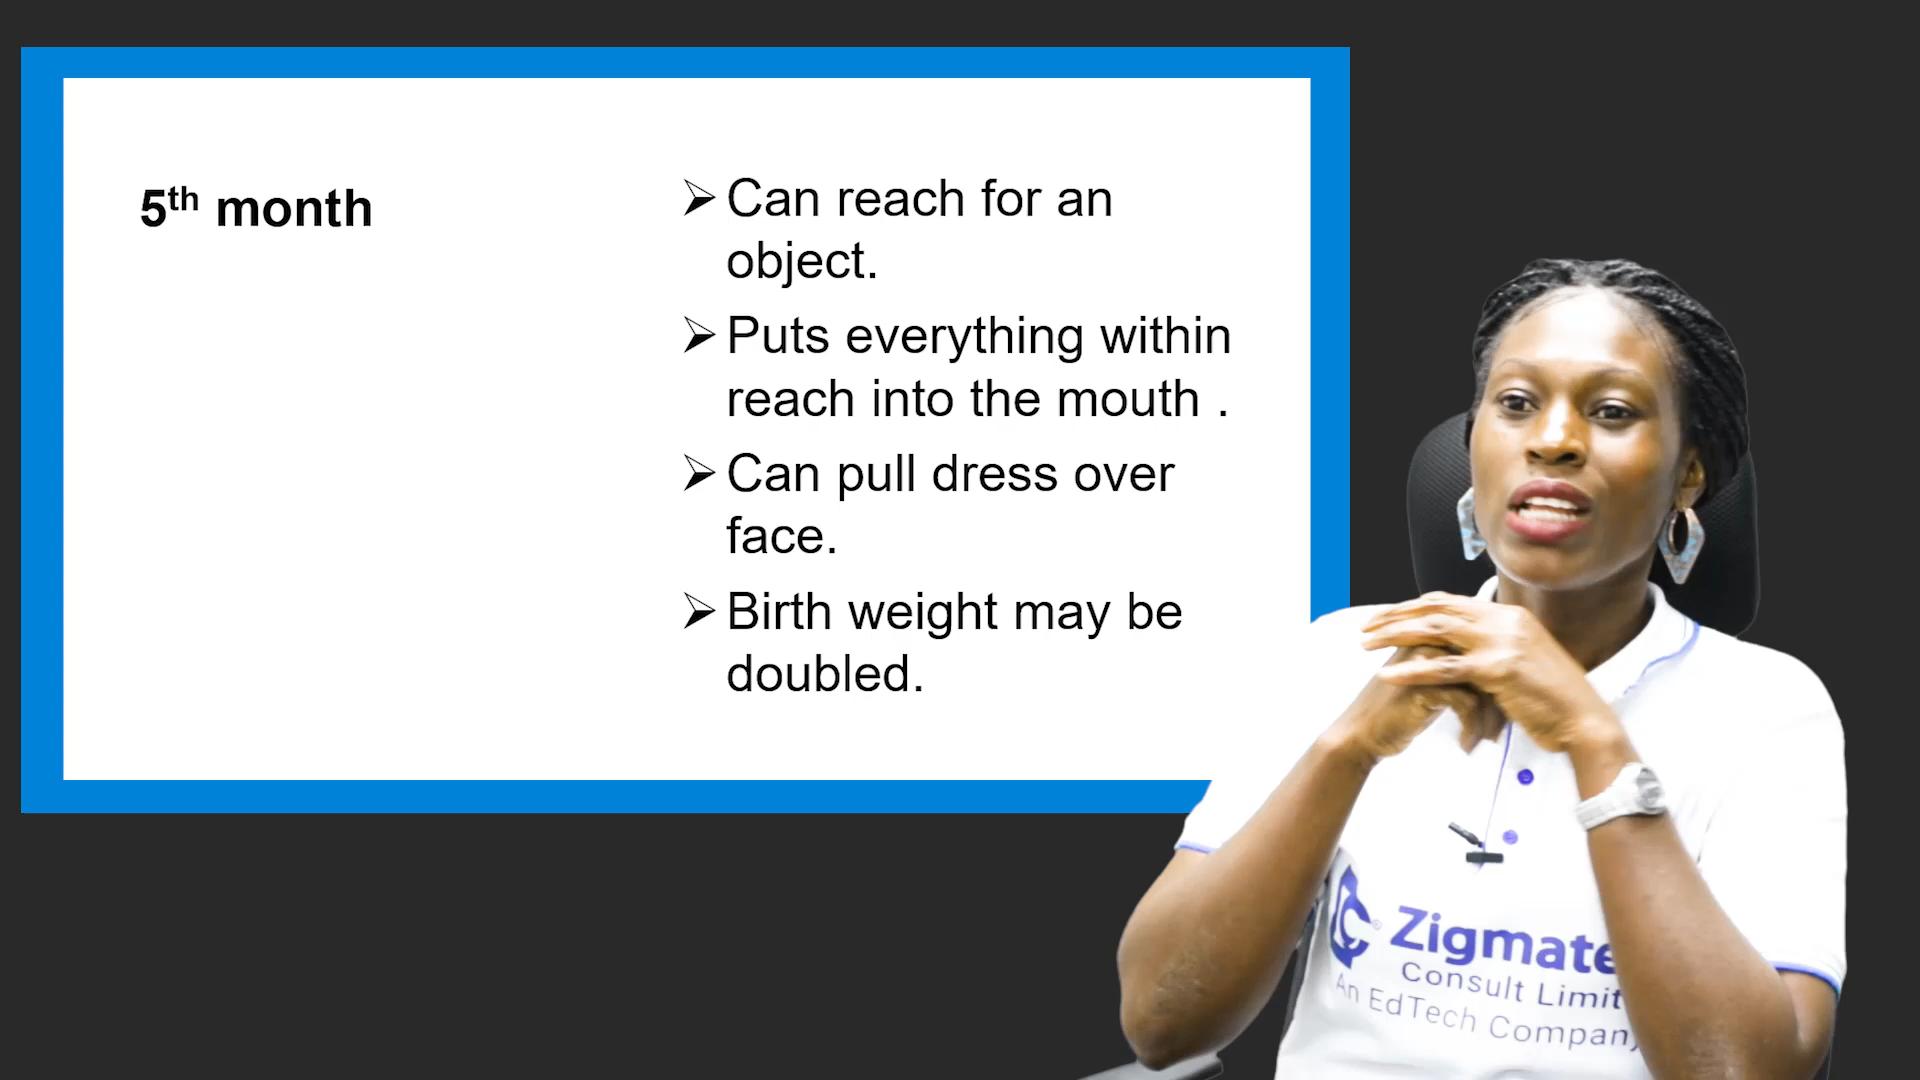 5th month
➢ Can reach for an
object.
➢ Puts everything within
reach into the mouth .
➢ Can pull dress over
face.
➢ Birth weight may be
doubled.
Zigmate
Consult Limit
An EdTech Company